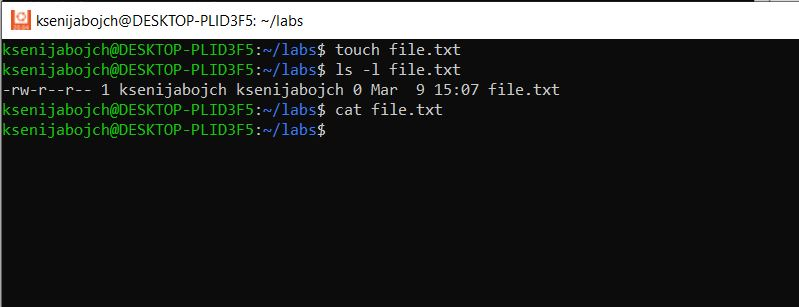 ksenijabojch@DESKTOP-PLID3F5: ~/labs
ksenijabojch@DESKTOP-PLID3F5:~/labs$ touch file.txt
ksenijabojch@DESKTOP-PLID3F5:~/labs$ ls -l file.txt
-rw-r--r-- 1 ksenijabojch ksenijabojch 0 Mar  9 15:07 file.txt
ksenijabojch@DESKTOP-PLID3F5:~/labs$ cat file.txt
ksenijabojch@DESKTOP-PLID3F5:~/labs$